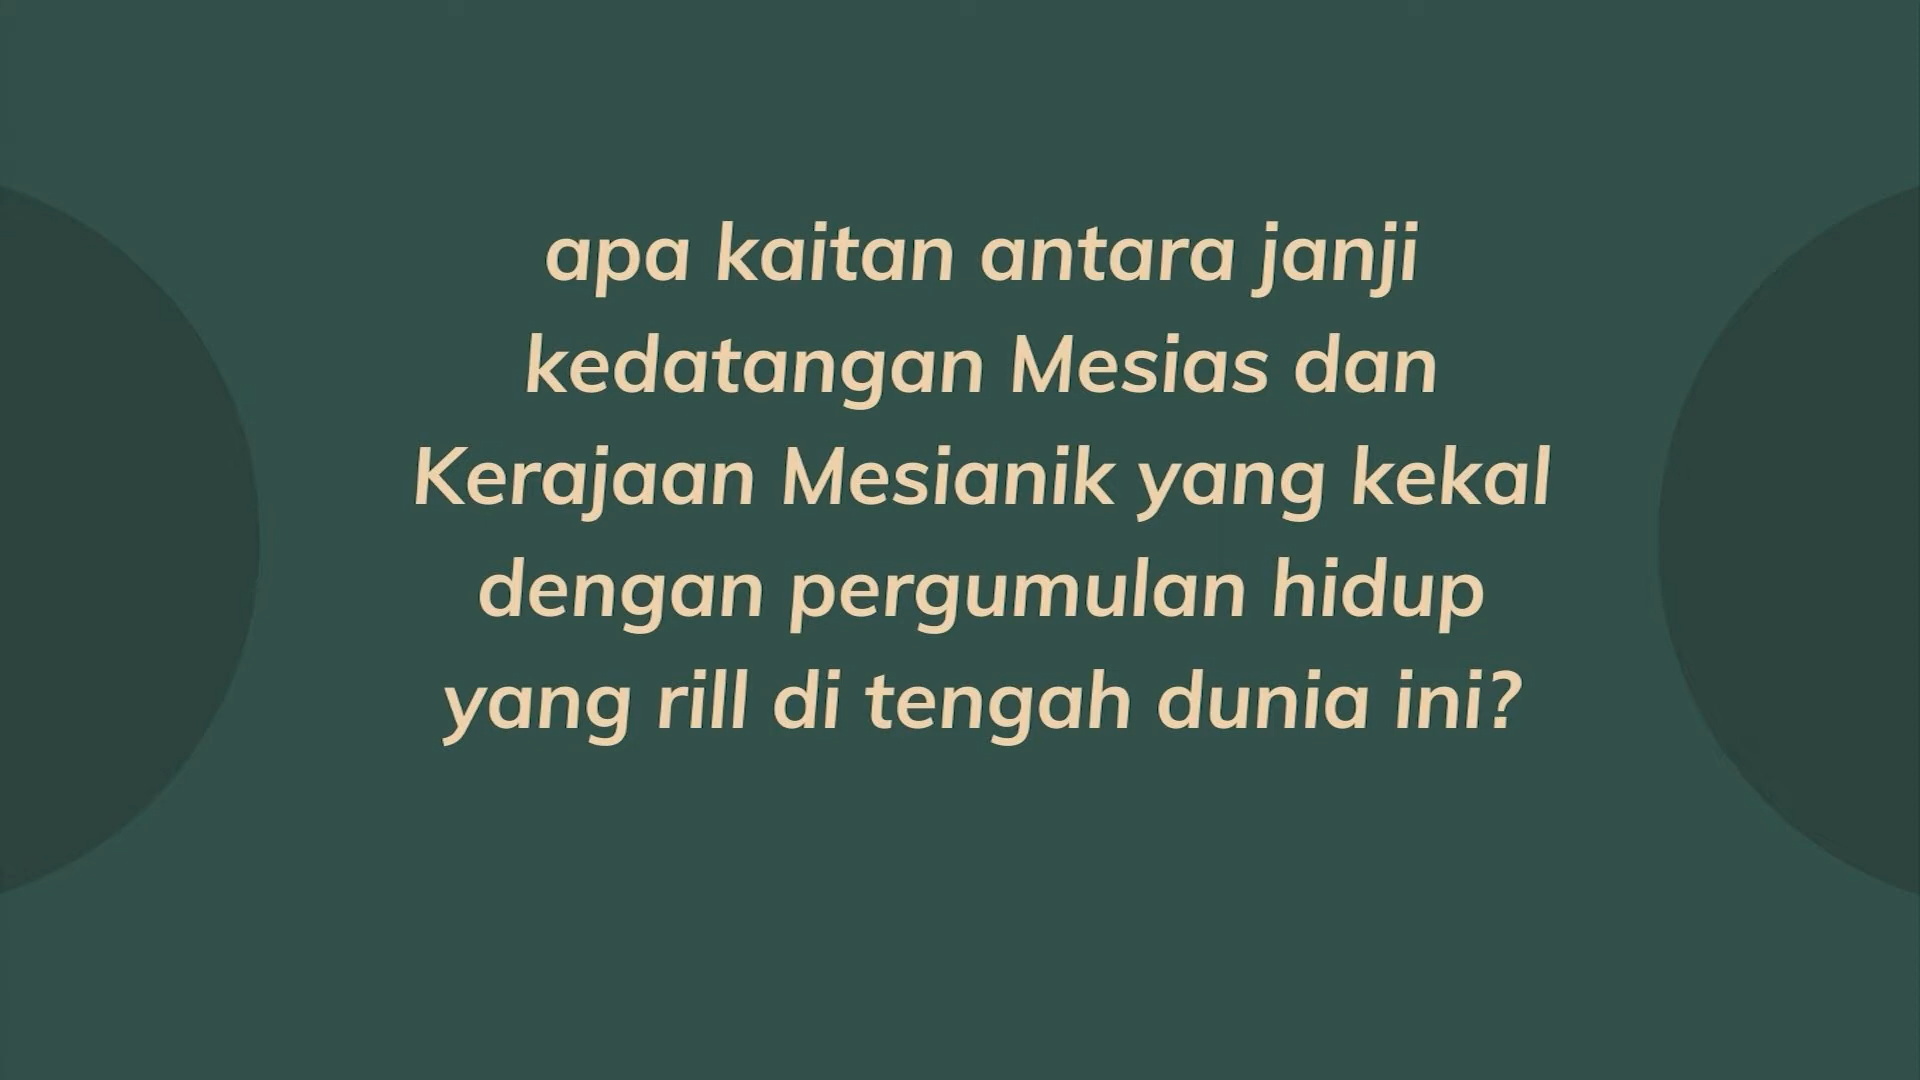 apa kaitan antara janji
kedatangan Mesias dan
Kerajaan Mesianik yang kekal
dengan pergumulan hidup
yang rill di tengah dunia ini?